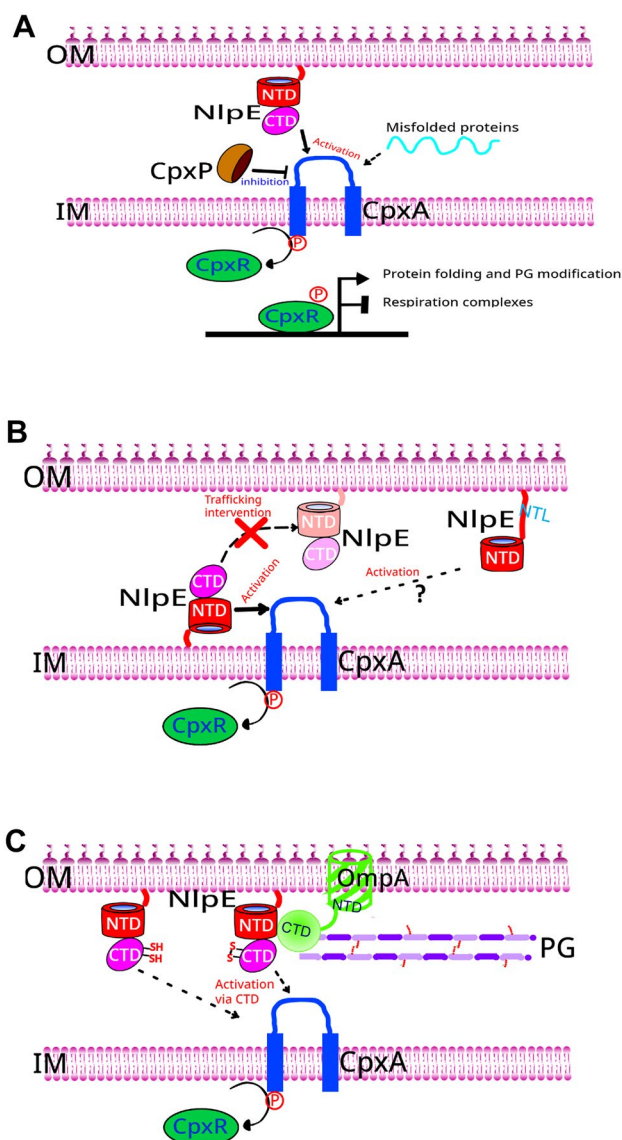 A
OM
NTD
NlpE
CTD
Activation
Misfolded proteins
CpxP
inhibition
IM
CpxA
P
CpxR
Protein folding and PG modification
P
CpxR
Respiration complexes
B
OM
Trafficking
intervention
NTD
NlpE
CTD
NlpE
NTL
NTD
CTD
Activation
Activation
?
NlpE
NTD
IM
CpxA
P
CpxR
C
OM
NlpE
OmpA
NTD
NTD
NTD
CTD
CTD
SH
SH
S
S
CTD
PG
Activation
via CTD
IM
CpxA
P
CpxR